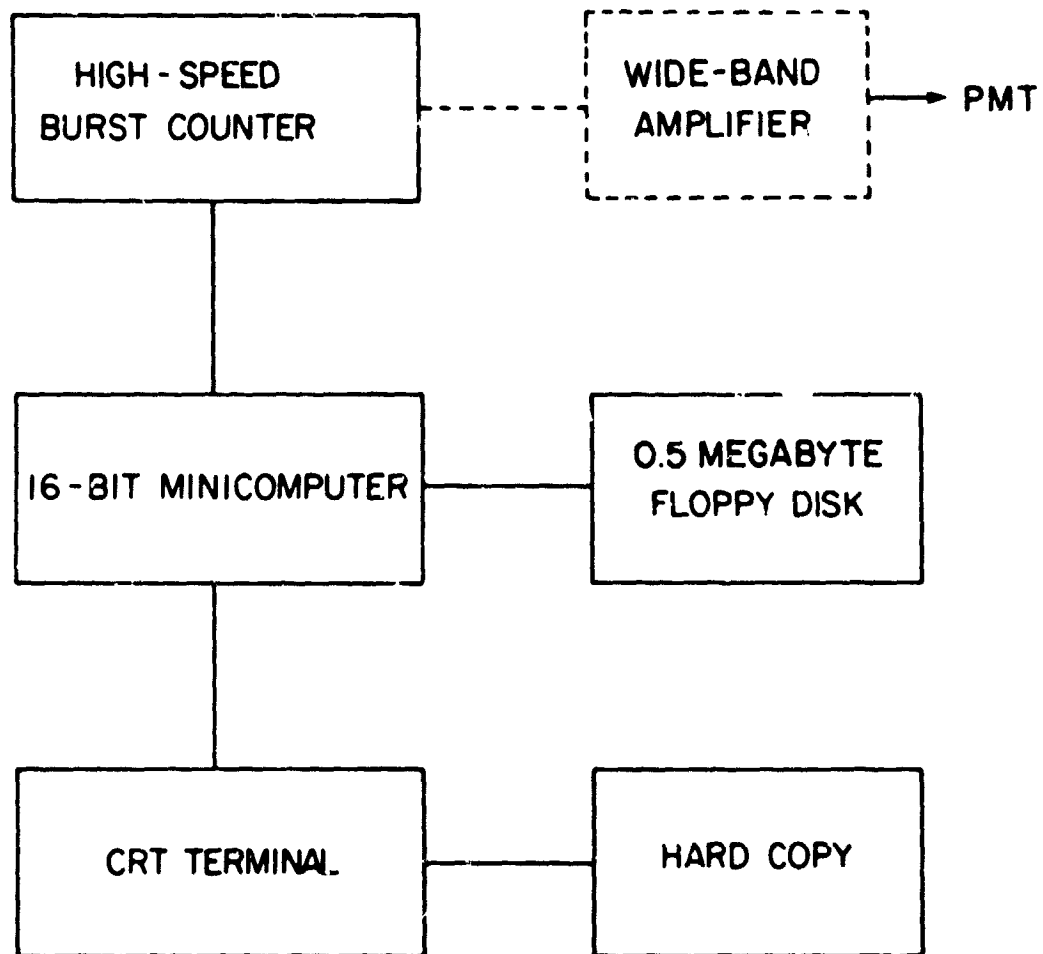 HIGH-SPEED
BURST COUNTER
WIDE-BAND
AMPLIFIER
PMT
16-BIT MINICOMPUTER
0.5 MEGABYTE
FLOPPY DISK
CRT TERMINAL
HARD COPY